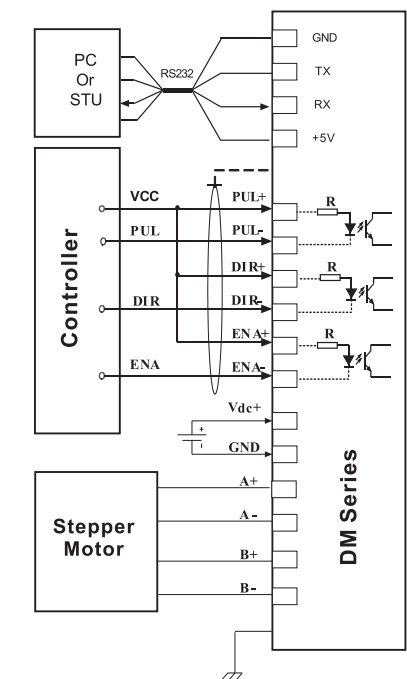 PC
Or
STU
RS232
GND
TX
RX
+5V
Controller
VCC
PUL
DIR
ENA
PUL+
PUL-
DIR+
DIR-
ENA+
ENA-
R
R
R
Vdc+
+
-
GND
Stepper
Motor
A+
A-
B+
B-
DM Series